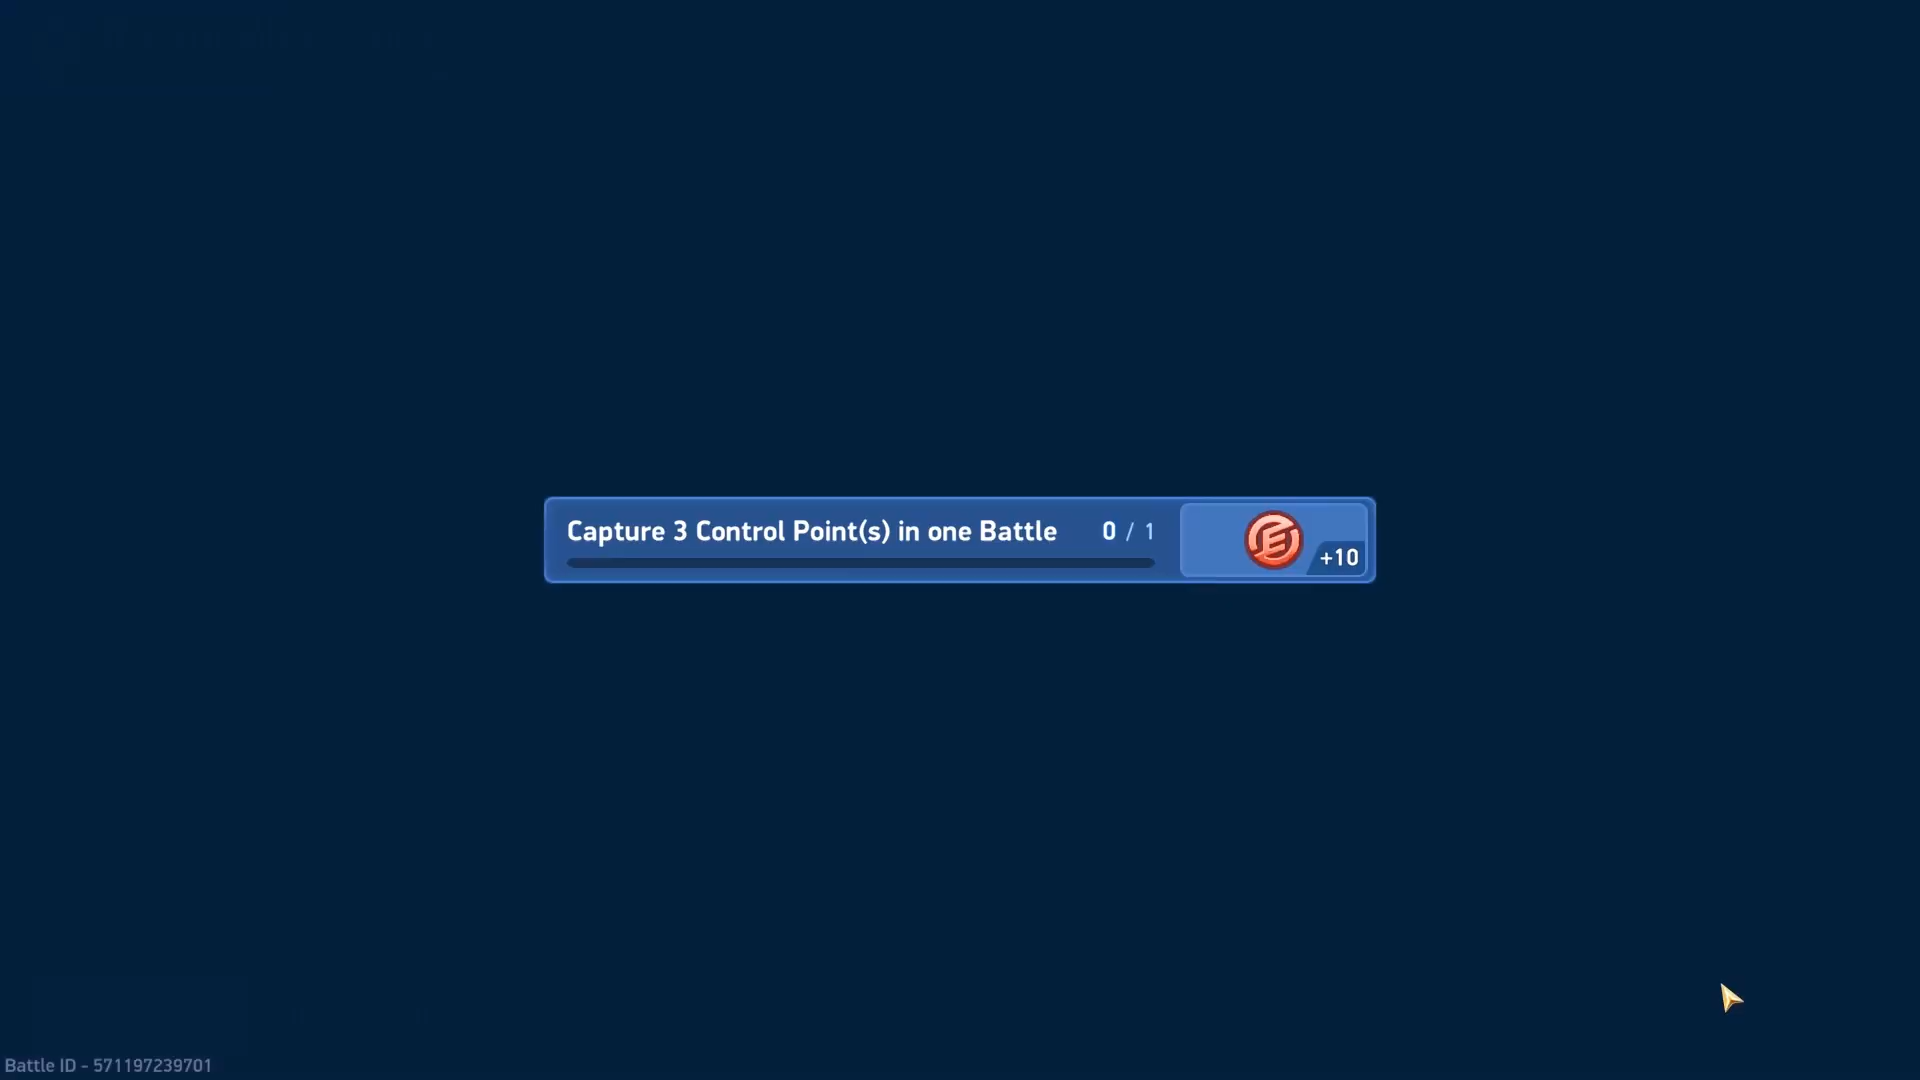 Capture 3 Control Point(s) in one Battle 0 / 1
+10
Battle ID - 571197239701